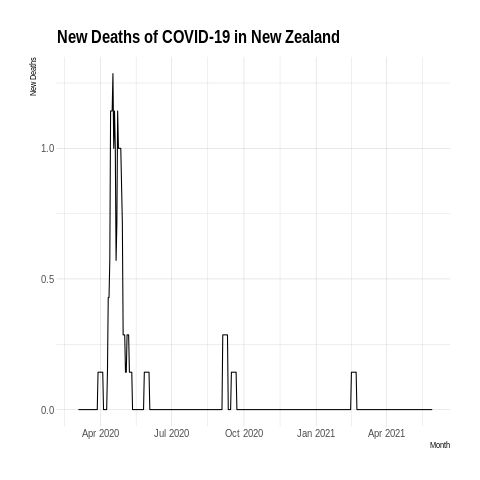 New Deaths of COVID-19 in New Zealand
New Deaths
1.0
0.5
0.0
Apr 2020
Jul 2020
Oct 2020
Jan 2021
Apr 2021
Month